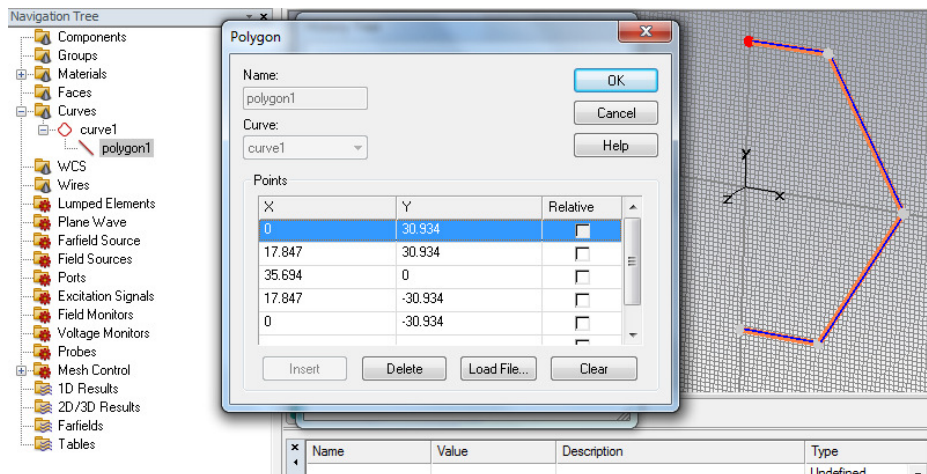 Navigation Tree
Components
Groups
Materials
Faces
Curves
curve1
polygon1
WCS
Wires
Lumped Elements
Plane Wave
Farfield Source
Field Sources
Ports
Excitation Signals
Field Monitors
Voltage Monitors
Probes
Mesh Control
1D Results
2D/3D Results
Farfields
Tables
Polygon
Name:
polygon1
Curve:
curve1
OK
Cancel
Help
Points
X Y Relative
0 30.934
17.847 30.934
35.694 0
17.847 -30.934
0 -30.934
Insert Delete Load File... Clear
y
z x
Name Value Description Type
Undefined